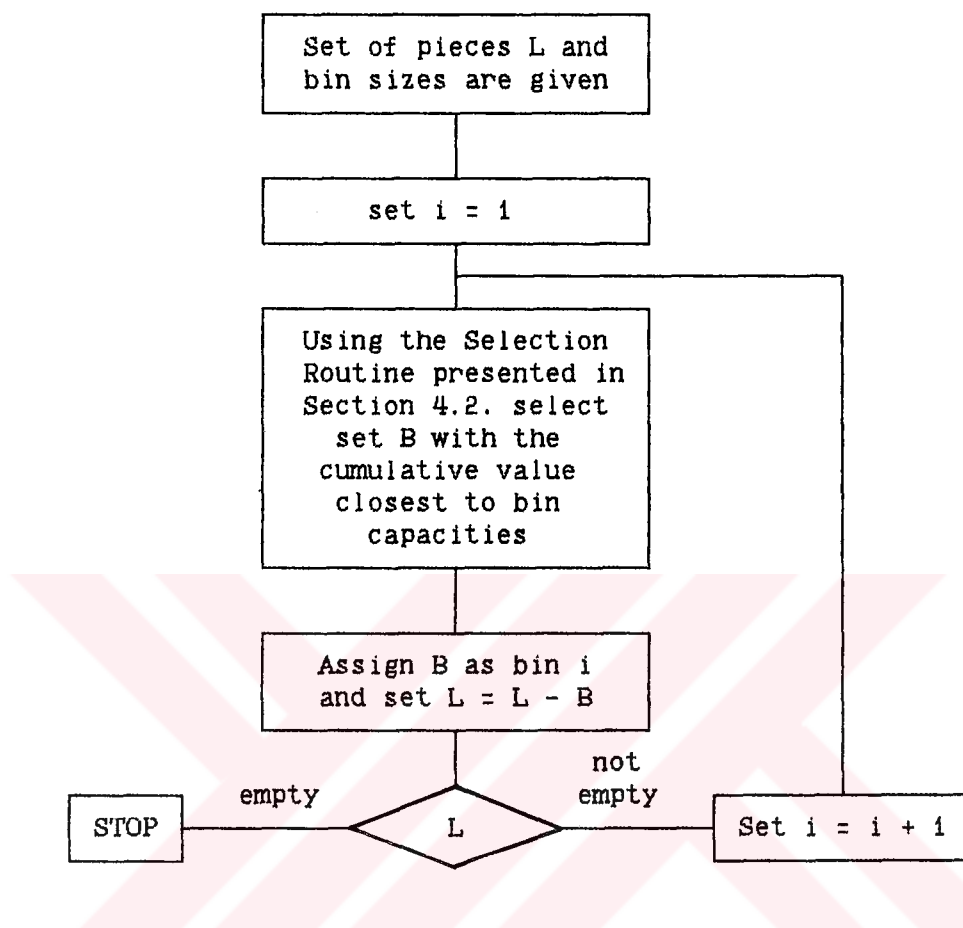 Set of pieces L and
bin sizes are given
set i = 1
Using the Selection
Routine presented in
Section 4.2. select
set B with the
cumulative value
closest to bin
capacities
Assign B as bin i
and set L = L - B
empty
not
empty
STOP
L
Set i = i + 1